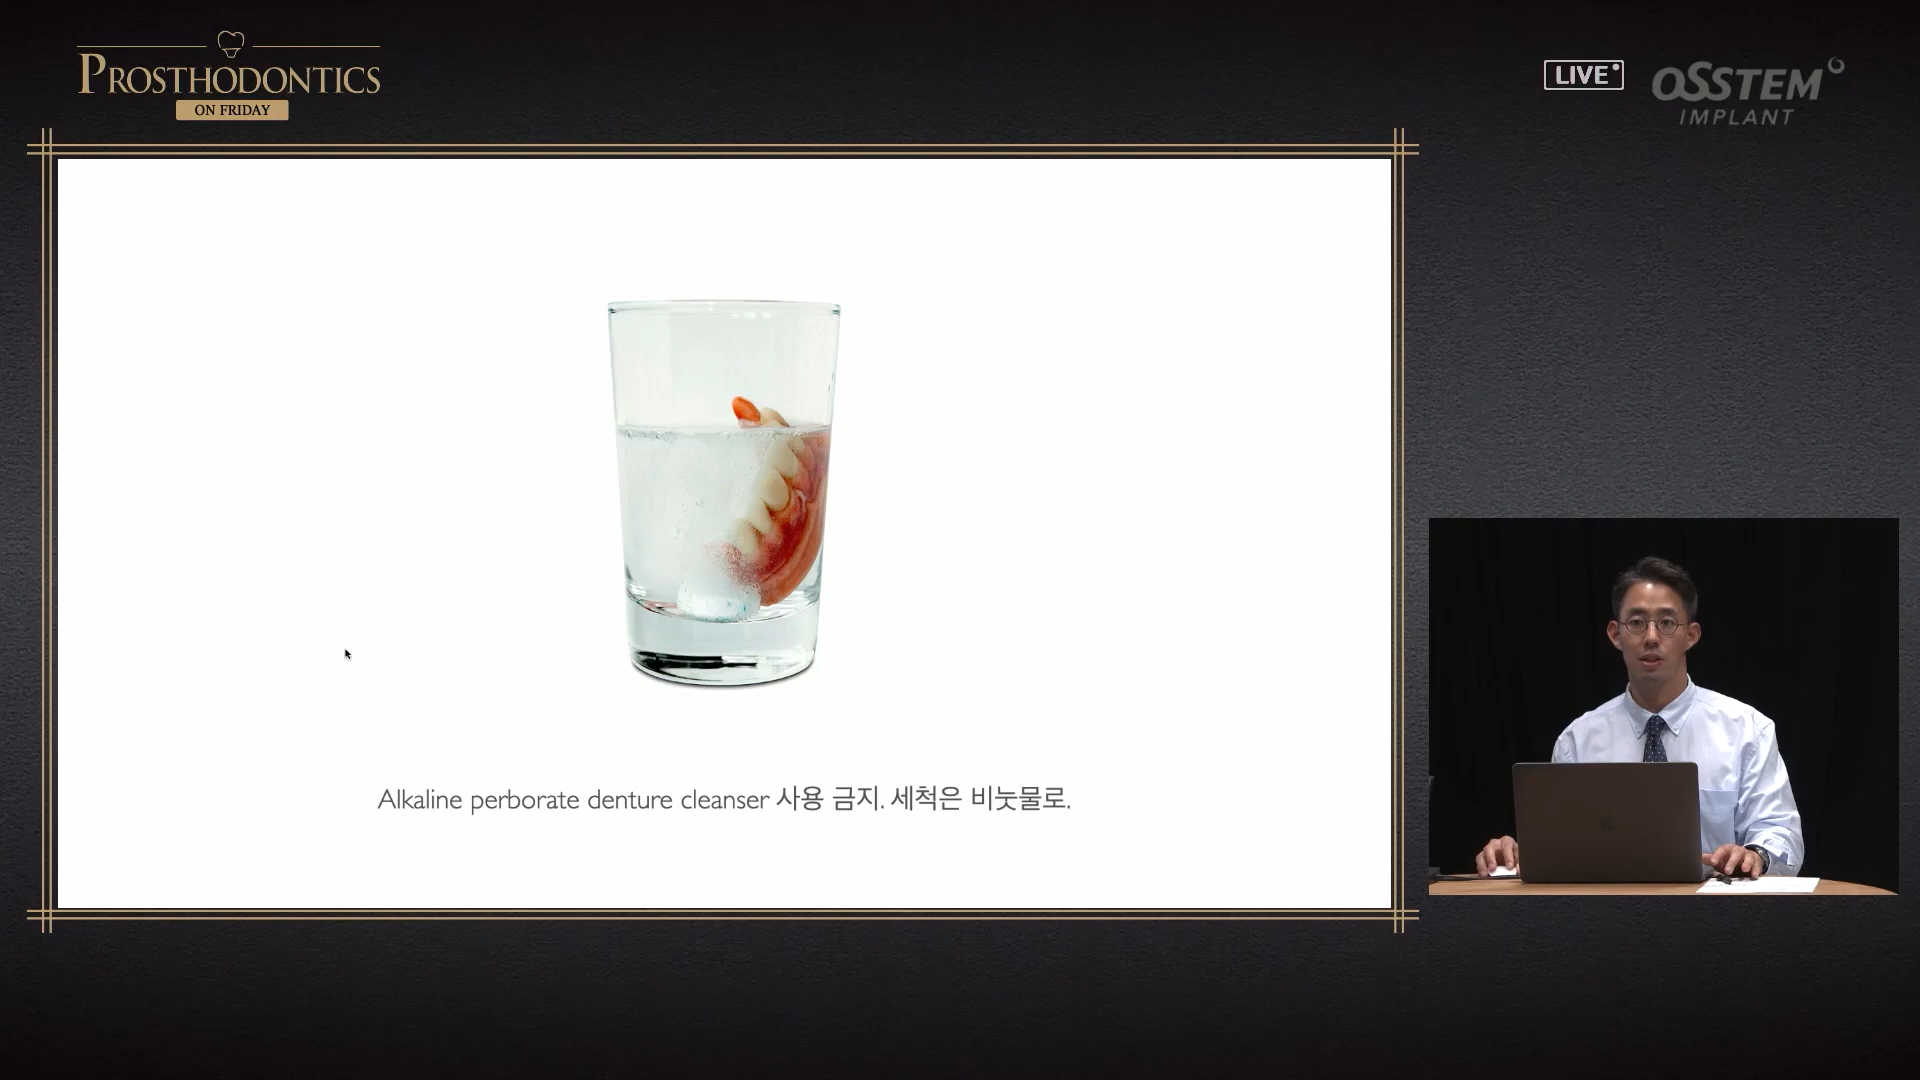 PROSTHODONTICS
ON FRIDAY
LIVE
OSSTEM
IMPLANT
Alkaline perborate denture cleanser 사용 금지. 세척은 비눗물로.